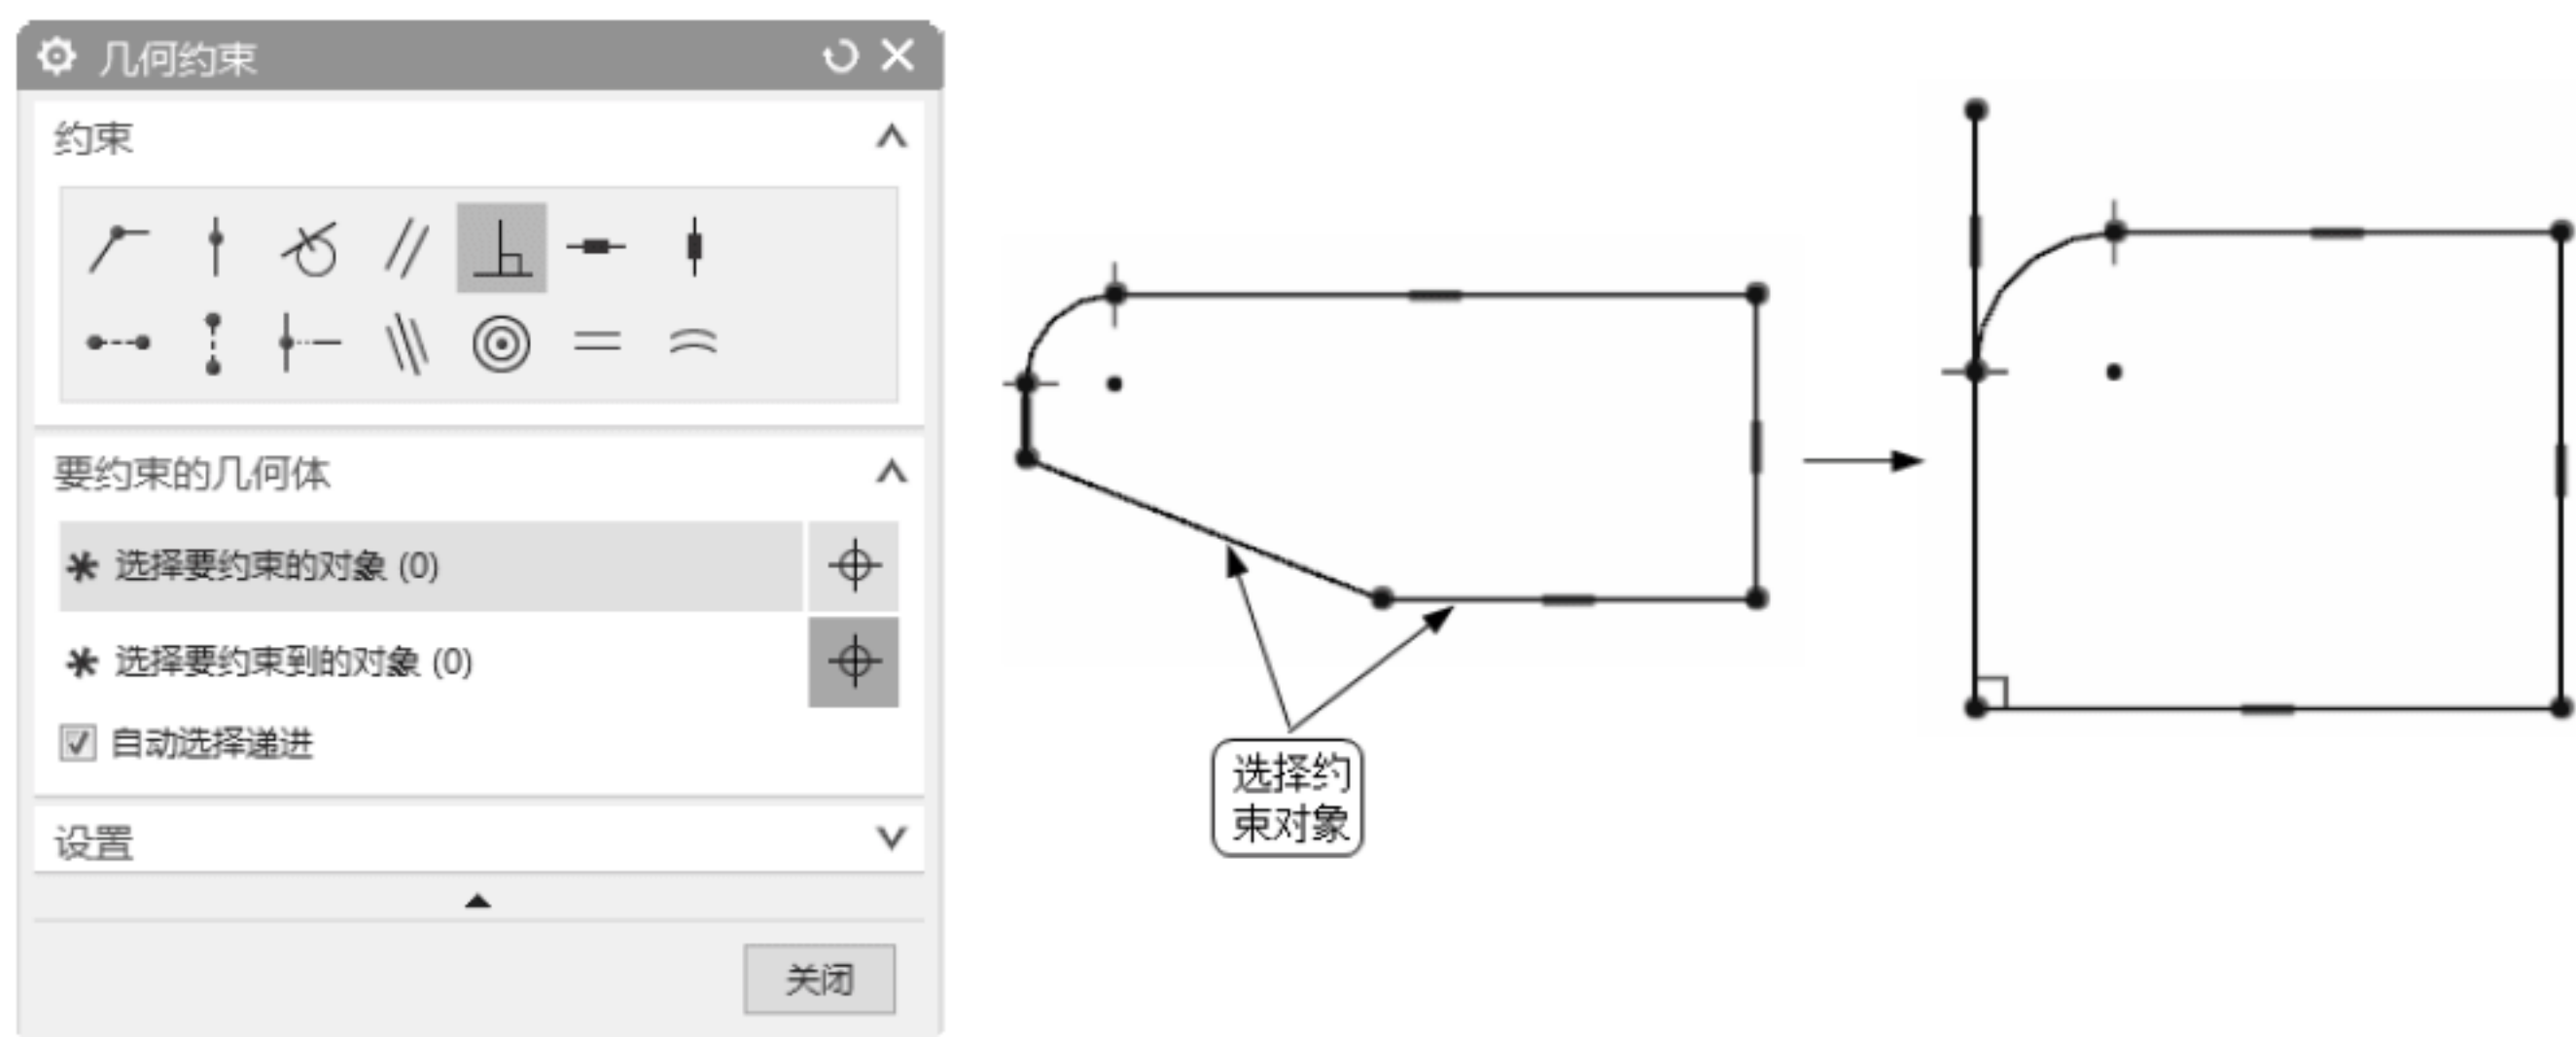 几何约束
约束
要约束的几何体
选择要约束的对象 (0)
选择要约束到的对象 (0)
自动选择递进
设置
关闭
选择约
束对象